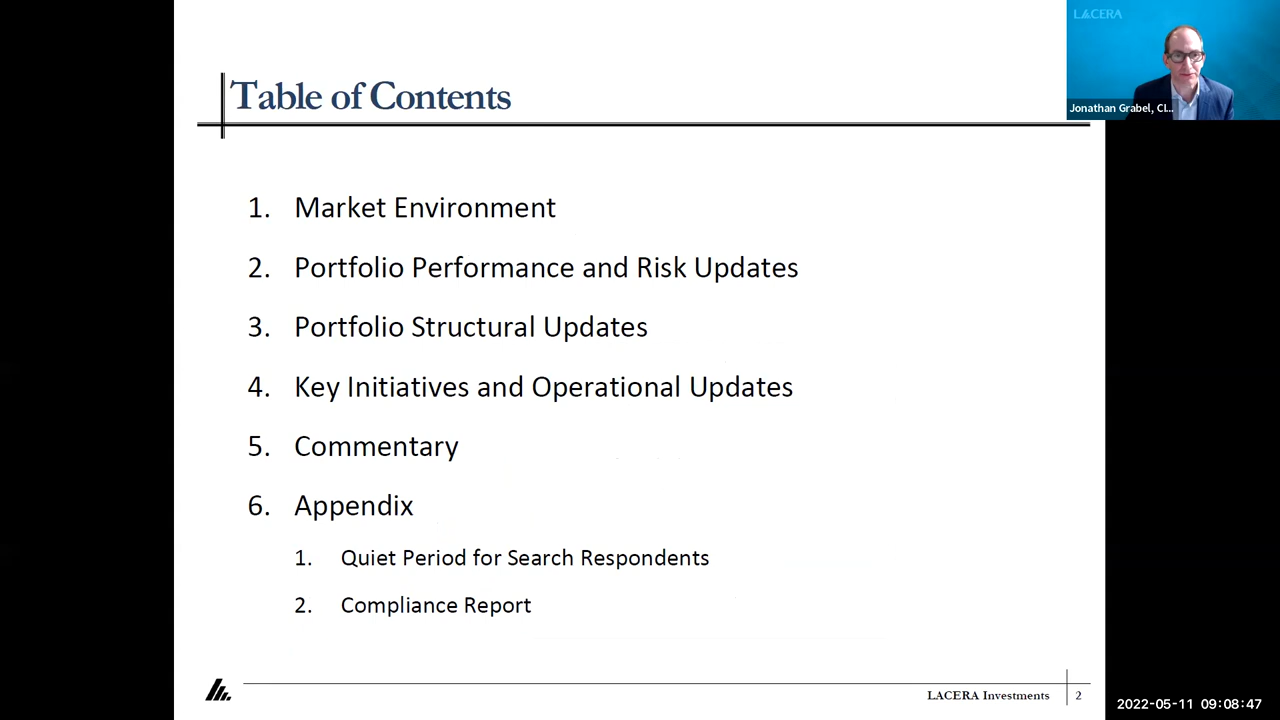 LACERA
Jonathan Grabel, CI...
Table of Contents
1. Market Environment
2. Portfolio Performance and Risk Updates
3. Portfolio Structural Updates
4. Key Initiatives and Operational Updates
5. Commentary
6. Appendix
1. Quiet Period for Search Respondents
2. Compliance Report
LACERA Investments 2
2022-05-11 09:08:47